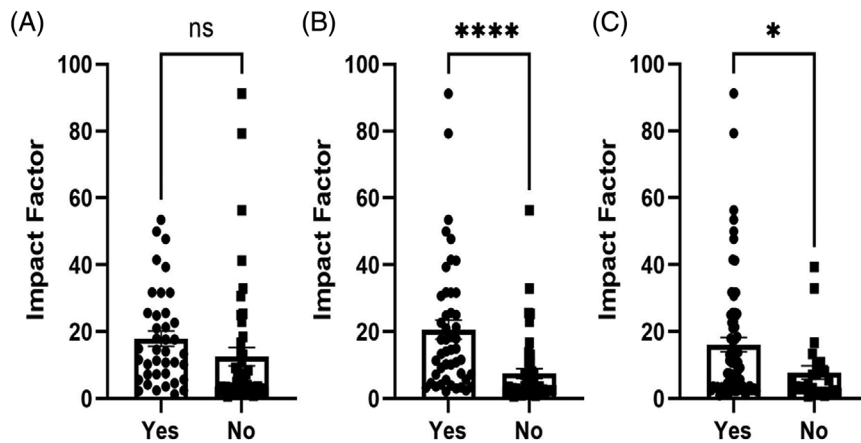 (A)
ns
Impact Factor
100
80
60
40
20
0
Yes No
(B)
****
Impact Factor
100
80
60
40
20
0
Yes No
(C)
*
Impact Factor
100
80
60
40
20
0
Yes No